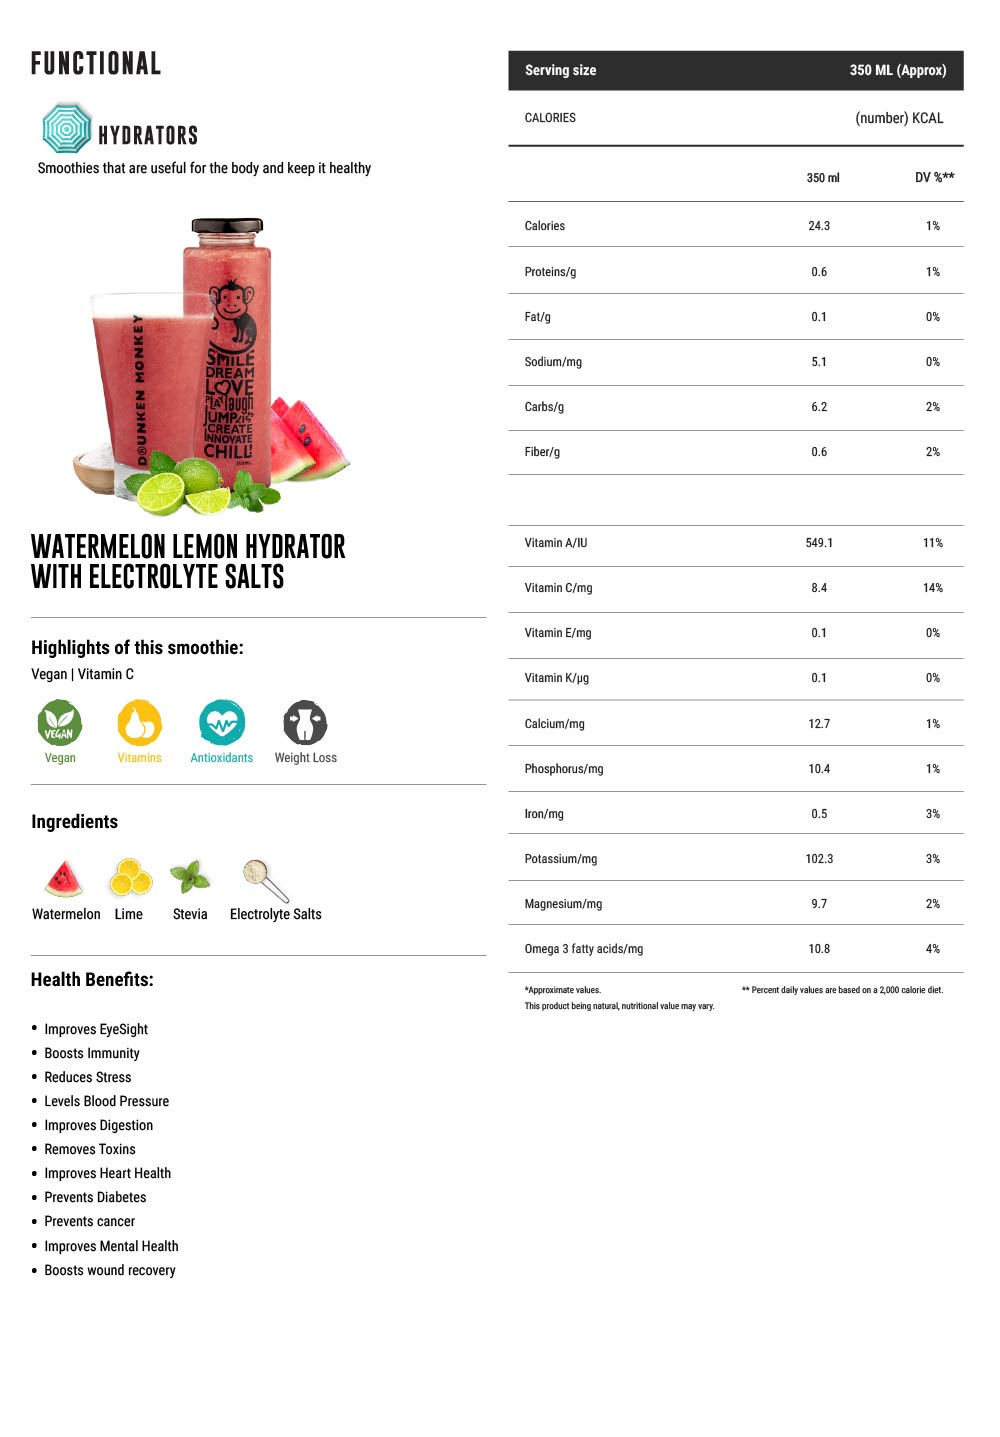 FUNCTIONAL
HYDRATORS
Smoothies that are useful for the body and keep it healthy
SMILE
DREAM
LOVE
PLAY laugh
JUMP kiss
CREATE
INNOVATE
CHILL!
350ML
DRUNKEN MONKEY
WATERMELON LEMON HYDRATOR
WITH ELECTROLYTE SALTS
Highlights of this smoothie:
Vegan | Vitamin C
VEGAN
Vegan Vitamins Antioxidants Weight Loss
Ingredients
Watermelon Lime Stevia Electrolyte Salts
Health Benefits:
• Improves EyeSight
• Boosts Immunity
• Reduces Stress
• Levels Blood Pressure
• Improves Digestion
• Removes Toxins
• Improves Heart Health
• Prevents Diabetes
• Prevents cancer
• Improves Mental Health
• Boosts wound recovery
Serving size 350 ML (Approx)
CALORIES (number) KCAL
350 ml DV %**
Calories 24.3 1%
Proteins/g 0.6 1%
Fat/g 0.1 0%
Sodium/mg 5.1 0%
Carbs/g 6.2 2%
Fiber/g 0.6 2%
Vitamin A/IU 549.1 11%
Vitamin C/mg 8.4 14%
Vitamin E/mg 0.1 0%
Vitamin K/µg 0.1 0%
Calcium/mg 12.7 1%
Phosphorus/mg 10.4 1%
Iron/mg 0.5 3%
Potassium/mg 102.3 3%
Magnesium/mg 9.7 2%
Omega 3 fatty acids/mg 10.8 4%
*Approximate values. ** Percent daily values are based on a 2,000 calorie diet.
This product being natural, nutritional value may vary.